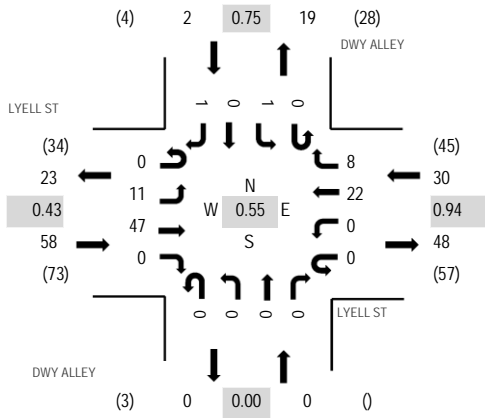 (4) 2 0.75 19 (28)
DWY ALLEY
LYELL ST
1 0 1 0
(34) (45)
0 8
23 30
11 22
N
0.43 W 0.55 E 0.94
47 0
S
58 48
0 0
(73) (57)
0 0 0 0
LYELL ST
DWY ALLEY
(3) 0 0.00 0 ()